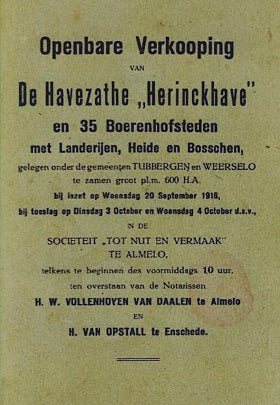 Openbare Verkooping
VAN
De Havezathe „Herinckhave”
en 35 Boerenhofsteden
met Landerijen, Heide en Bosschen,
gelegen onder de gemeenten TUBBERGEN en WEERSELO
te zamen groot pl.m. 600 H.A.
bij inzet op Woensdag 20 September 1916,
bij toeslag op Dinsdag 3 October en Woensdag 4 October d.a.v.,
IN DE
SOCIETEIT „TOT NUT EN VERMAAK”
TE ALMELO,
telkens te beginnen des voormiddags 10 uur,
ten overstaan van de Notarissen
H. W. VOLLENHOVEN VAN DAALEN te Almelo
EN
H. VAN OPSTALL te Enschede.